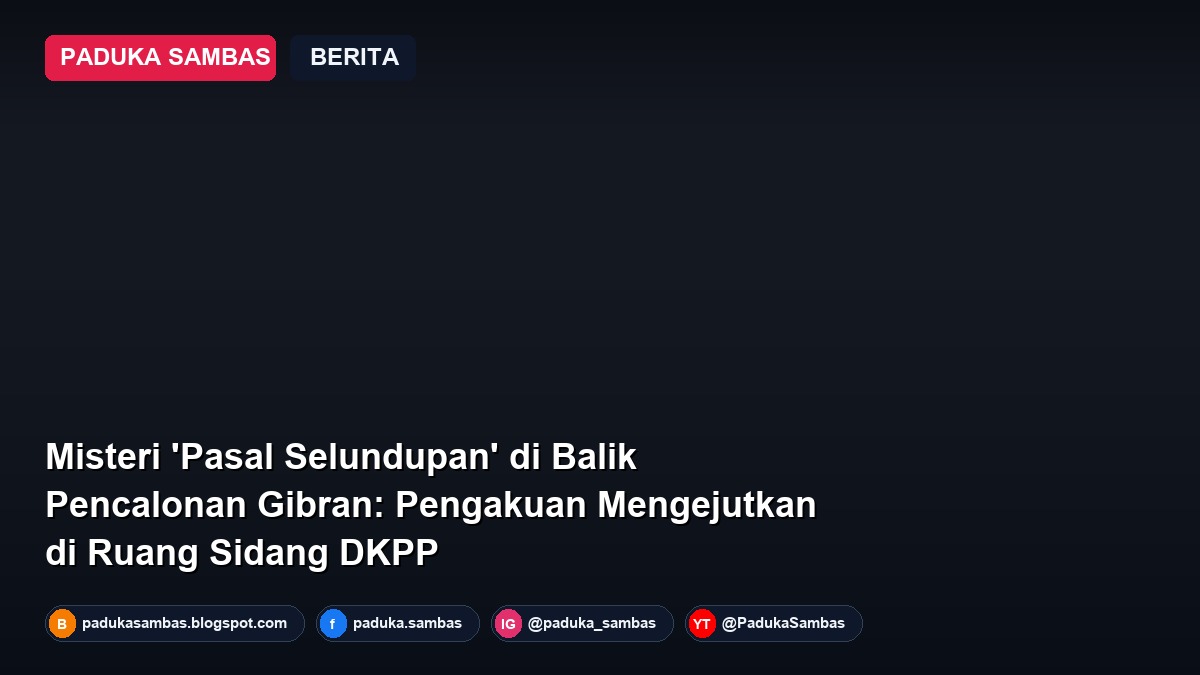 PADUKA SAMBAS BERITA
Misteri 'Pasal Selundupan' di Balik
Pencalonan Gibran: Pengakuan Mengejutkan
di Ruang Sidang DKPP
B padukasambas.blogspot.com f paduka.sambas IG @paduka_sambas YT @PadukaSambas